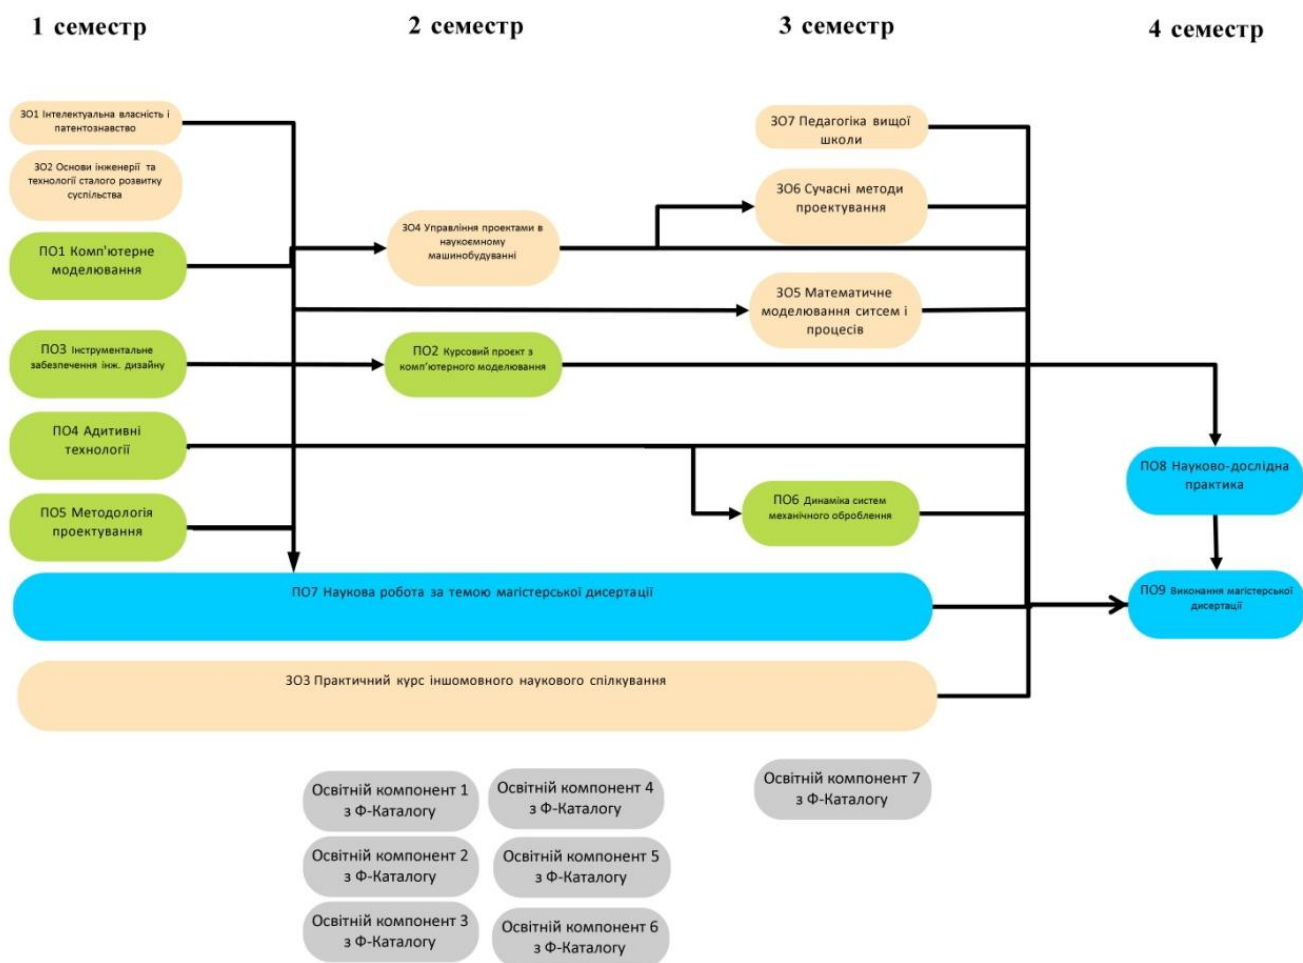 1 семестр
2 семестр
3 семестр
4 семестр
ЗО1 Інтелектуальна власність і
патентознавство
ЗО2 Основи інженерії та
технології сталого розвитку
суспільства
ПО1 Комп'ютерне
моделювання
ПО3 Інструментальне
забезпечення інж. дизайну
ПО4 Адитивні
технології
ПО5 Методологія
проектування
ЗО4 Управління проектами в
наукоємному
машинобудуванні
ПО2 Курсовий проєкт з
комп'ютерного моделювання
ЗО7 Педагогіка вищої
школи
ЗО6 Сучасні методи
проектування
ЗО5 Математичне
моделювання ситсем і
процесів
ПО6 Динаміка систем
механічного оброблення
ПО8 Науково-дослідна
практика
ПО9 Виконання магістерської
дисертації
ПО7 Наукова робота за темою магістерської дисертації
ЗО3 Практичний курс іншомовного наукового спілкування
Освітній компонент 1
з Ф-Каталогу
Освітній компонент 4
з Ф-Каталогу
Освітній компонент 7
з Ф-Каталогу
Освітній компонент 2
з Ф-Каталогу
Освітній компонент 5
з Ф-Каталогу
Освітній компонент 3
з Ф-Каталогу
Освітній компонент 6
з Ф-Каталогу